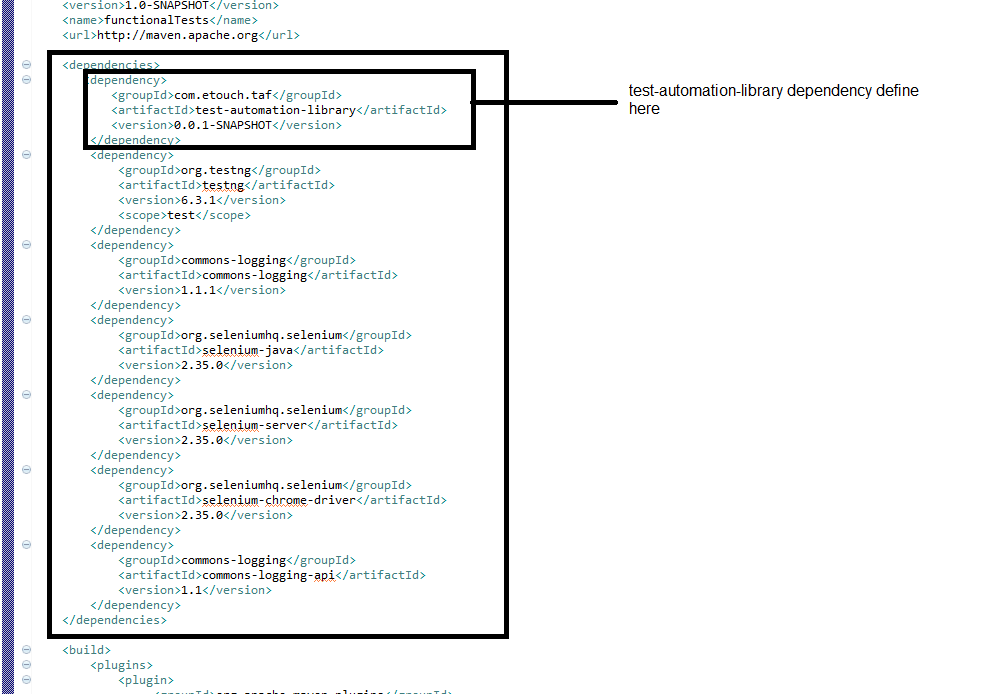 <version>1.0-SNAPSHOT</version>
<name>functionalTests</name>
<url>http://maven.apache.org</url>
<dependencies>
<dependency>
<groupId>com.etouch.taf</groupId>
<artifactId>test-automation-library</artifactId>
<version>0.0.1-SNAPSHOT</version>
</dependency>
test-automation-library dependency define
here
<dependency>
<groupId>org.testng</groupId>
<artifactId>testng</artifactId>
<version>6.3.1</version>
<scope>test</scope>
</dependency>
<dependency>
<groupId>commons-logging</groupId>
<artifactId>commons-logging</artifactId>
<version>1.1.1</version>
</dependency>
<dependency>
<groupId>org.seleniumhq.selenium</groupId>
<artifactId>selenium-java</artifactId>
<version>2.35.0</version>
</dependency>
<dependency>
<groupId>org.seleniumhq.selenium</groupId>
<artifactId>selenium-server</artifactId>
<version>2.35.0</version>
</dependency>
<dependency>
<groupId>org.seleniumhq.selenium</groupId>
<artifactId>selenium-chrome-driver</artifactId>
<version>2.35.0</version>
</dependency>
<dependency>
<groupId>commons-logging</groupId>
<artifactId>commons-logging-api</artifactId>
<version>1.1</version>
</dependency>
</dependencies>
<build>
<plugins>
<plugin>